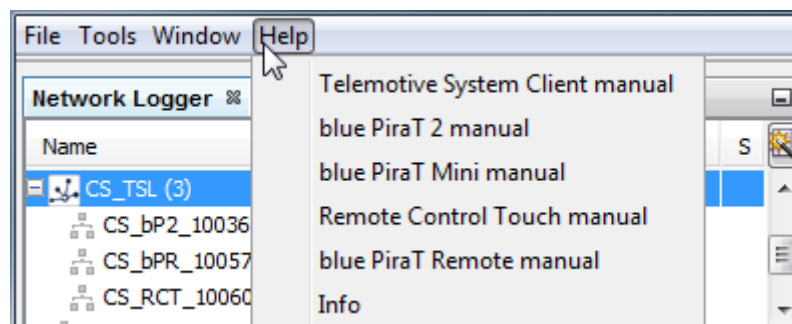 File Tools Window Help
Network Logger
Name S
CS_TSL (3)
CS_bP2_10036
CS_bPR_10057
CS_RCT_10060
Telemotive System Client manual
blue PiraT 2 manual
blue PiraT Mini manual
Remote Control Touch manual
blue PiraT Remote manual
Info